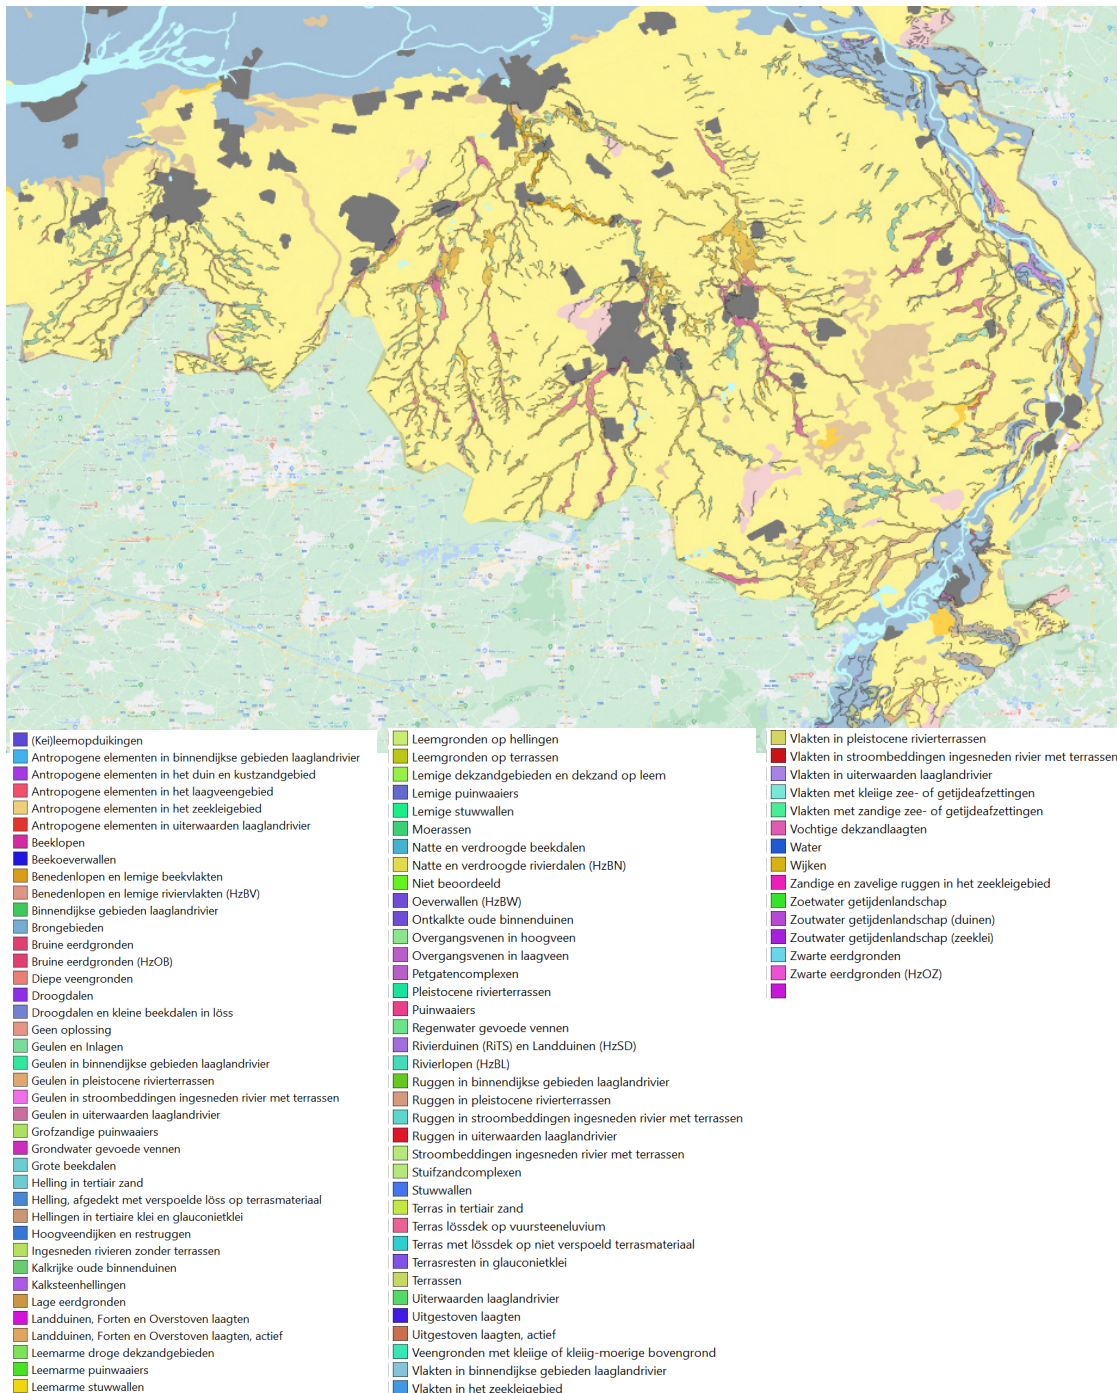 (Kei)leemopduikingen
Antropogene elementen in binnendijkse gebieden laaglandrivier
Antropogene elementen in het duin en kustzandgebied
Antropogene elementen in het laagveengebied
Antropogene elementen in het zeekleigebied
Antropogene elementen in uiterwaarden laaglandrivier
Beeklopen
Beekoeverwallen
Benedenlopen en lemige beekvlakten
Benedenlopen en lemige riviervlakten (HzBV)
Binnendijkse gebieden laaglandrivier
Brongebieden
Bruine eerdgronden
Bruine eerdgronden (HzOB)
Diepe veengronden
Droogdalen
Droogdalen en kleine beekdalen in löss
Geen oplossing
Geulen en Inlagen
Geulen in binnendijkse gebieden laaglandrivier
Geulen in pleistocene rivierterrassen
Geulen in stroombeddingen ingesneden rivier met terrassen
Geulen in uiterwaarden laaglandrivier
Grofzandige puinwaaiers
Grondwater gevoede vennen
Grote beekdalen
Helling in tertiair zand
Helling, afgedekt met verspoelde löss op terrasmateriaal
Hellingen in tertiaire klei en glauconietklei
Hoogveendijken en restruggen
Ingesneden rivieren zonder terrassen
Kalkrijke oude binnenduinen
Kalksteenhellingen
Lage eerdgronden
Landduinen, Forten en Overstoven laagten
Landduinen, Forten en Overstoven laagten, actief
Leemarme droge dekzandgebieden
Leemarme puinwaaiers
Leemarme stuwwallen
Leemgronden op hellingen
Leemgronden op terrassen
Lemige dekzandgebieden en dekzand op leem
Lemige puinwaaiers
Lemige stuwwallen
Moerassen
Natte en verdroogde beekdalen
Natte en verdroogde rivierdalen (HzBN)
Niet beoordeeld
Oeverwallen (HzBW)
Ontkalkte oude binnenduinen
Overgangsvenen in hoogveen
Overgangsvenen in laagveen
Petgatencomplexen
Pleistocene rivierterrassen
Puinwaaiers
Regenwater gevoede vennen
Rivierduinen (RiTS) en Landduinen (HzSD)
Rivierlopen (HzBL)
Ruggen in binnendijkse gebieden laaglandrivier
Ruggen in pleistocene rivierterrassen
Ruggen in stroombeddingen ingesneden rivier met terrassen
Ruggen in uiterwaarden laaglandrivier
Stroombeddingen ingesneden rivier met terrassen
Stuifzandcomplexen
Stuwwallen
Terras in tertiair zand
Terras lössdek op vuursteeneluvium
Terras met lössdek op niet verspoeld terrasmateriaal
Terrasresten in glauconietklei
Terrassen
Uiterwaarden laaglandrivier
Uitgestoven laagten
Uitgestoven laagten, actief
Veengronden met kleiige of kleiig-moerige bovengrond
Vlakten in binnendijkse gebieden laaglandrivier
Vlakten in het zeekleigebied
Vlakten in pleistocene rivierterrassen
Vlakten in stroombeddingen ingesneden rivier met terrassen
Vlakten in uiterwaarden laaglandrivier
Vlakten met kleiige zee- of getijdeafzettingen
Vlakten met zandige zee- of getijdeafzettingen
Vochtige dekzandlaagten
Water
Wijken
Zandige en zavelige ruggen in het zeekleigebied
Zoetwater getijdenlandschap
Zoutwater getijdenlandschap (duinen)
Zoutwater getijdenlandschap (zeeklei)
Zwarte eerdgronden
Zwarte eerdgronden (HzOZ)